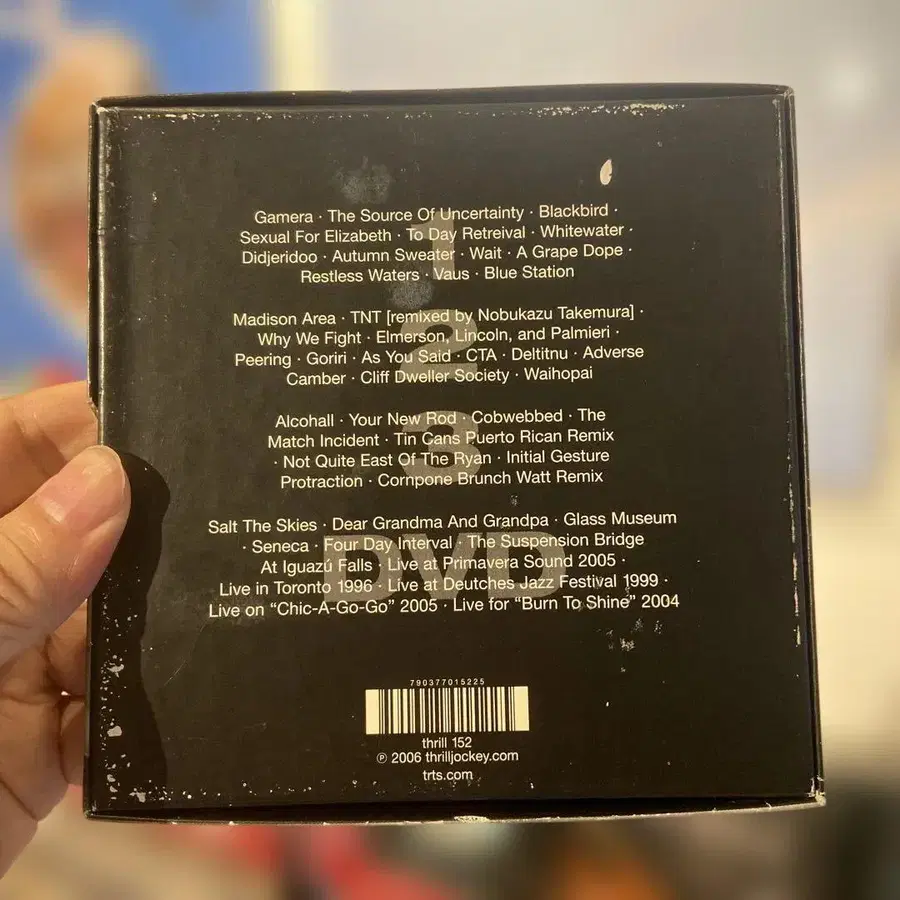 1
Gamera · The Source Of Uncertainty · Blackbird ·
Sexual For Elizabeth · To Day Retreival · Whitewater ·
Didjeridoo · Autumn Sweater · Wait · A Grape Dope ·
Restless Waters · Vaus · Blue Station
2
Madison Area · TNT [remixed by Nobukazu Takemura] ·
Why We Fight · Elmerson, Lincoln, and Palmieri ·
Peering · Goriri · As You Said · CTA · Deltitnu · Adverse
Camber · Cliff Dweller Society · Waihopai
3
Alcohall · Your New Rod · Cobwebbed · The
Match Incident · Tin Cans Puerto Rican Remix
· Not Quite East Of The Ryan · Initial Gesture
Protraction · Cornpone Brunch Watt Remix
DVD
Salt The Skies · Dear Grandma And Grandpa · Glass Museum
· Seneca · Four Day Interval · The Suspension Bridge
At Iguazú Falls · Live at Primavera Sound 2005 ·
Live in Toronto 1996 · Live at Deutches Jazz Festival 1999 ·
Live on “Chic-A-Go-Go” 2005 · Live for “Burn To Shine” 2004
790377015225
thrill 152
℗ 2006 thrilljockey.com
trts.com